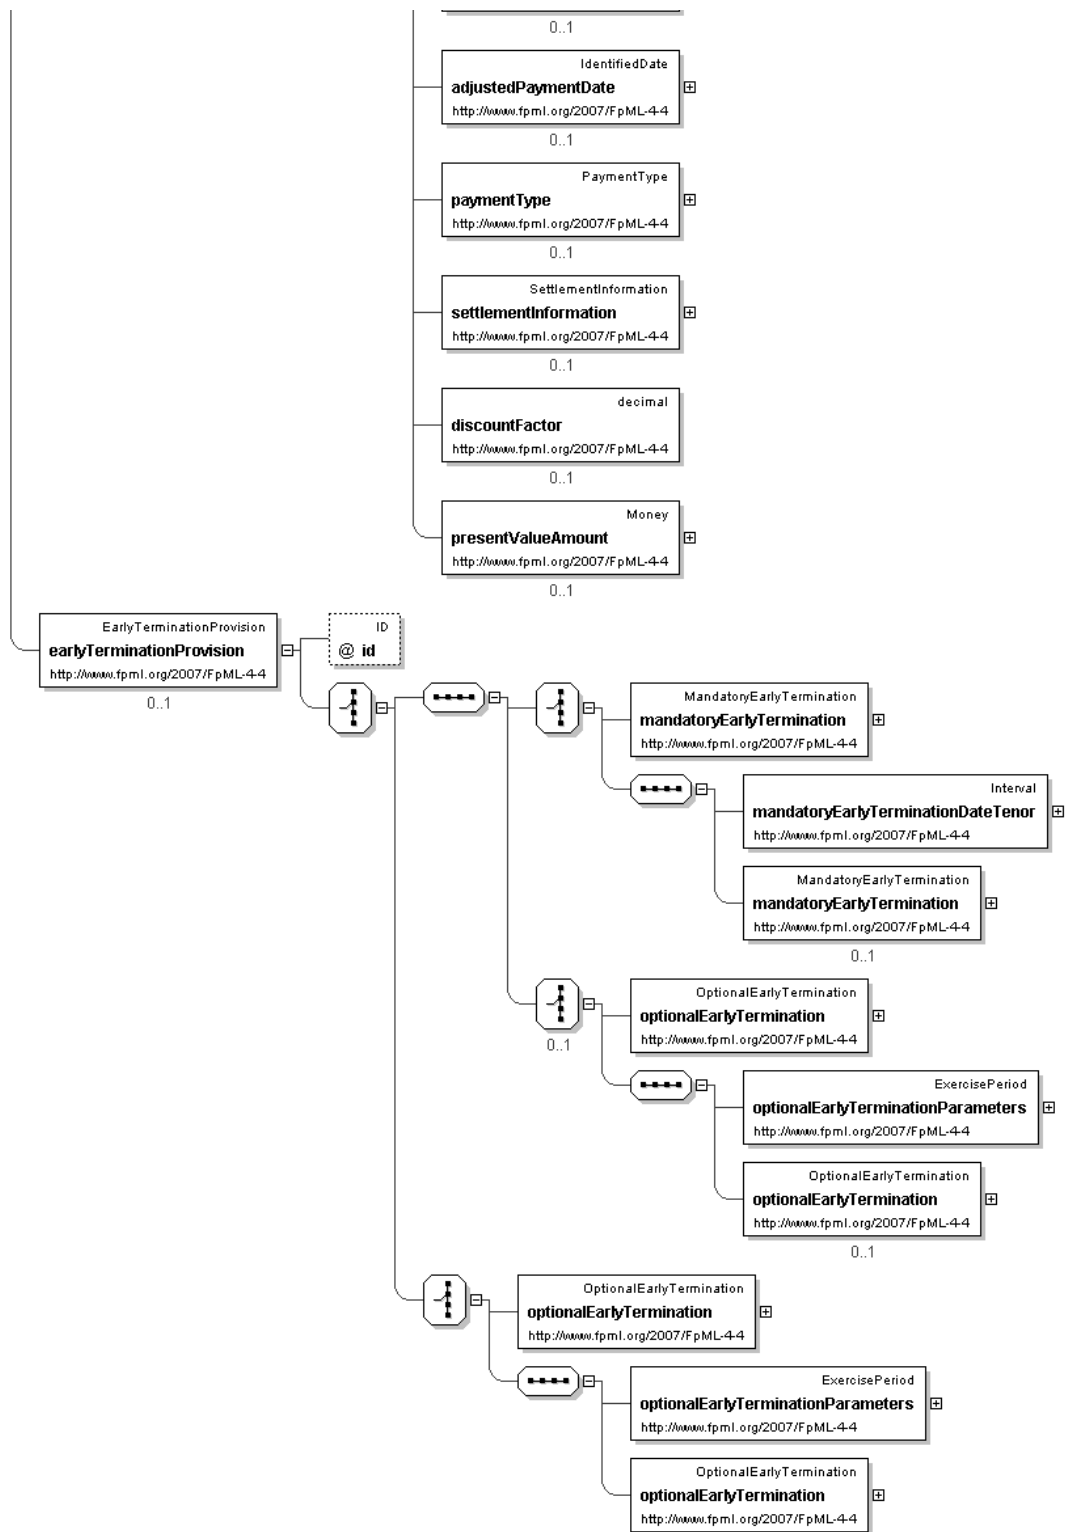 0..1
IdentifiedDate
adjustedPaymentDate
http://www.fpml.org/2007/FpML-4-4
0..1
PaymentType
paymentType
http://www.fpml.org/2007/FpML-4-4
0..1
SettlementInformation
settlementInformation
http://www.fpml.org/2007/FpML-4-4
0..1
decimal
discountFactor
http://www.fpml.org/2007/FpML-4-4
0..1
Money
presentValueAmount
http://www.fpml.org/2007/FpML-4-4
0..1
EarlyTerminationProvision
earlyTerminationProvision
http://www.fpml.org/2007/FpML-4-4
0..1
ID
@ id
MandatoryEarlyTermination
mandatoryEarlyTermination
http://www.fpml.org/2007/FpML-4-4
Interval
mandatoryEarlyTerminationDateTenor
http://www.fpml.org/2007/FpML-4-4
MandatoryEarlyTermination
mandatoryEarlyTermination
http://www.fpml.org/2007/FpML-4-4
0..1
0..1
OptionalEarlyTermination
optionalEarlyTermination
http://www.fpml.org/2007/FpML-4-4
ExercisePeriod
optionalEarlyTerminationParameters
http://www.fpml.org/2007/FpML-4-4
OptionalEarlyTermination
optionalEarlyTermination
http://www.fpml.org/2007/FpML-4-4
0..1
OptionalEarlyTermination
optionalEarlyTermination
http://www.fpml.org/2007/FpML-4-4
ExercisePeriod
optionalEarlyTerminationParameters
http://www.fpml.org/2007/FpML-4-4
OptionalEarlyTermination
optionalEarlyTermination
http://www.fpml.org/2007/FpML-4-4